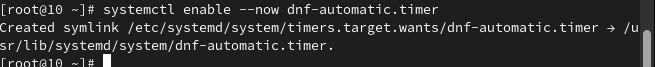 [root@10 ~]# systemctl enable --now dnf-automatic.timer
Created symlink /etc/systemd/system/timers.target.wants/dnf-automatic.timer → /u
sr/lib/systemd/system/dnf-automatic.timer.
[root@10 ~]#